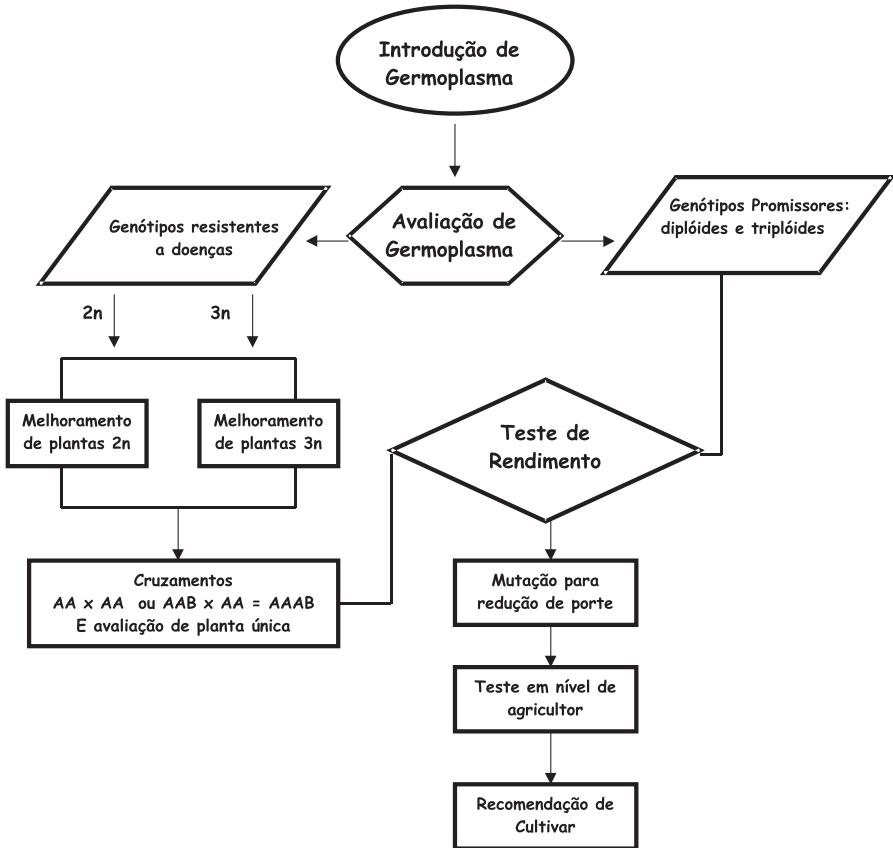 Introdução de
Germoplasma
Avaliação de
Germoplasma
Genótipos resistentes
a doenças
Genótipos Promissores:
diplóides e triplóides
2n
3n
Melhoramento
de plantas 2n
Melhoramento
de plantas 3n
Teste de
Rendimento
Cruzamentos
AA x AA ou AAB x AA = AAAB
E avaliação de planta única
Mutação para
redução de porte
Teste em nível de
agricultor
Recomendação de
Cultivar